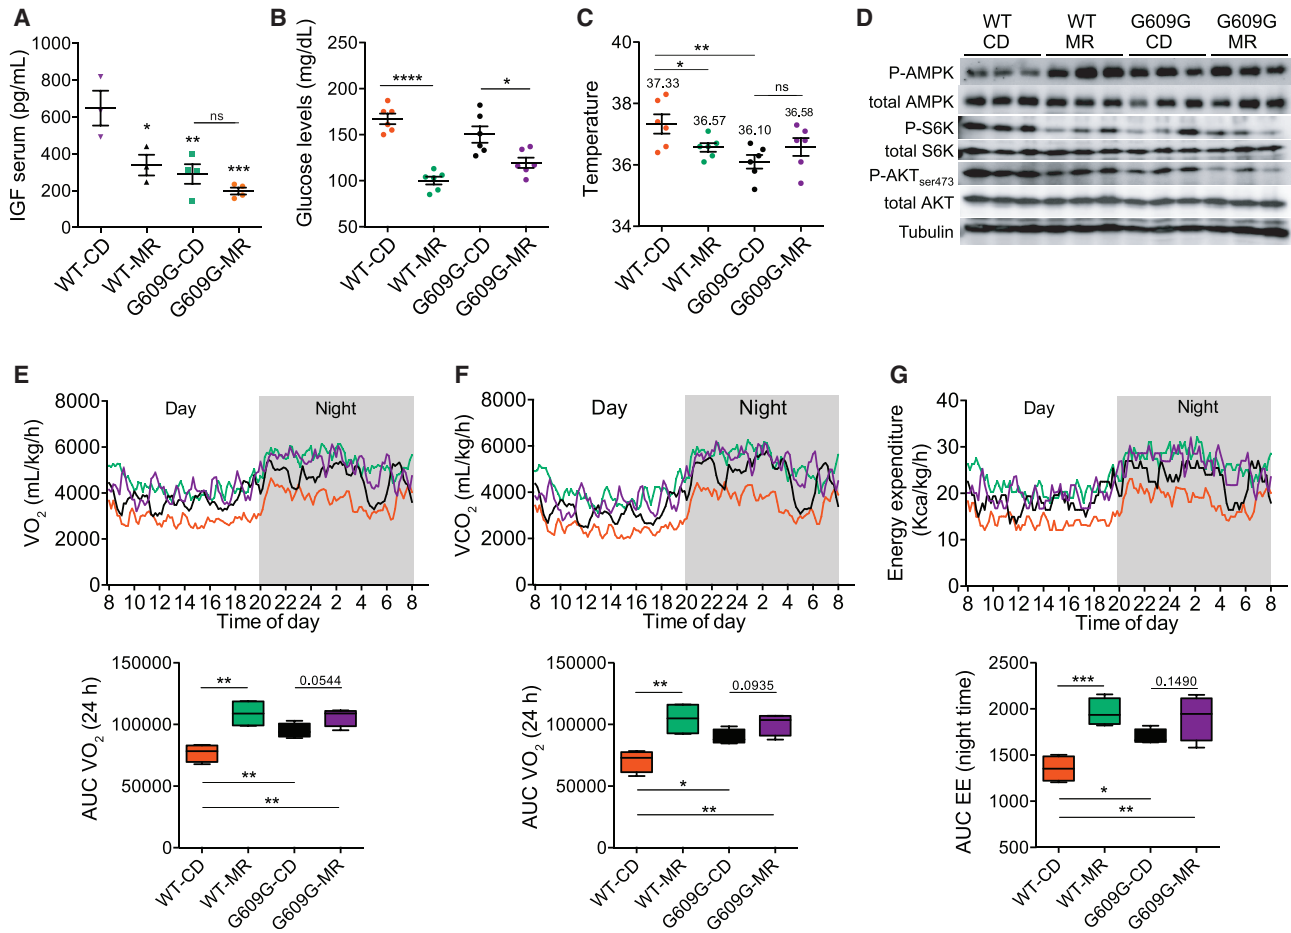 A
IGF serum (pg/mL)
1000
800
600
400
200
0
*
**
ns
***
WT-CD
WT-MR
G609G-CD
G609G-MR
B
Glucose levels (mg/dL)
250
200
150
100
50
****
*
WT-CD
WT-MR
G609G-CD
G609G-MR
C
Temperature
40
38
36
34
**
*
ns
37.33
36.57
36.10
36.58
WT-CD
WT-MR
G609G-CD
G609G-MR
D
WT
CD
WT
MR
G609G
CD
G609G
MR
P-AMPK
total AMPK
P-S6K
total S6K
P-AKTser473
total AKT
Tubulin
E
VO2 (mL/kg/h)
8000
6000
4000
2000
0
Day
Night
8 10 12 14 16 18 20 22 24 2 4 6 8
Time of day
F
VCO2 (mL/kg/h)
8000
6000
4000
2000
0
Day
Night
8 10 12 14 16 18 20 22 24 2 4 6 8
Time of day
G
Energy expenditure
(Kca/kg/h)
40
30
20
10
0
Day
Night
8 10 12 14 16 18 20 22 24 2 4 6 8
Time of day
AUC VO2 (24 h)
150000
100000
50000
0
**
0.0544
**
**
WT-CD
WT-MR
G609G-CD
G609G-MR
AUC VO2 (24 h)
150000
100000
50000
0
**
0.0935
*
**
WT-CD
WT-MR
G609G-CD
G609G-MR
AUC EE (night time)
2500
2000
1500
1000
500
***
0.1490
*
**
WT-CD
WT-MR
G609G-CD
G609G-MR